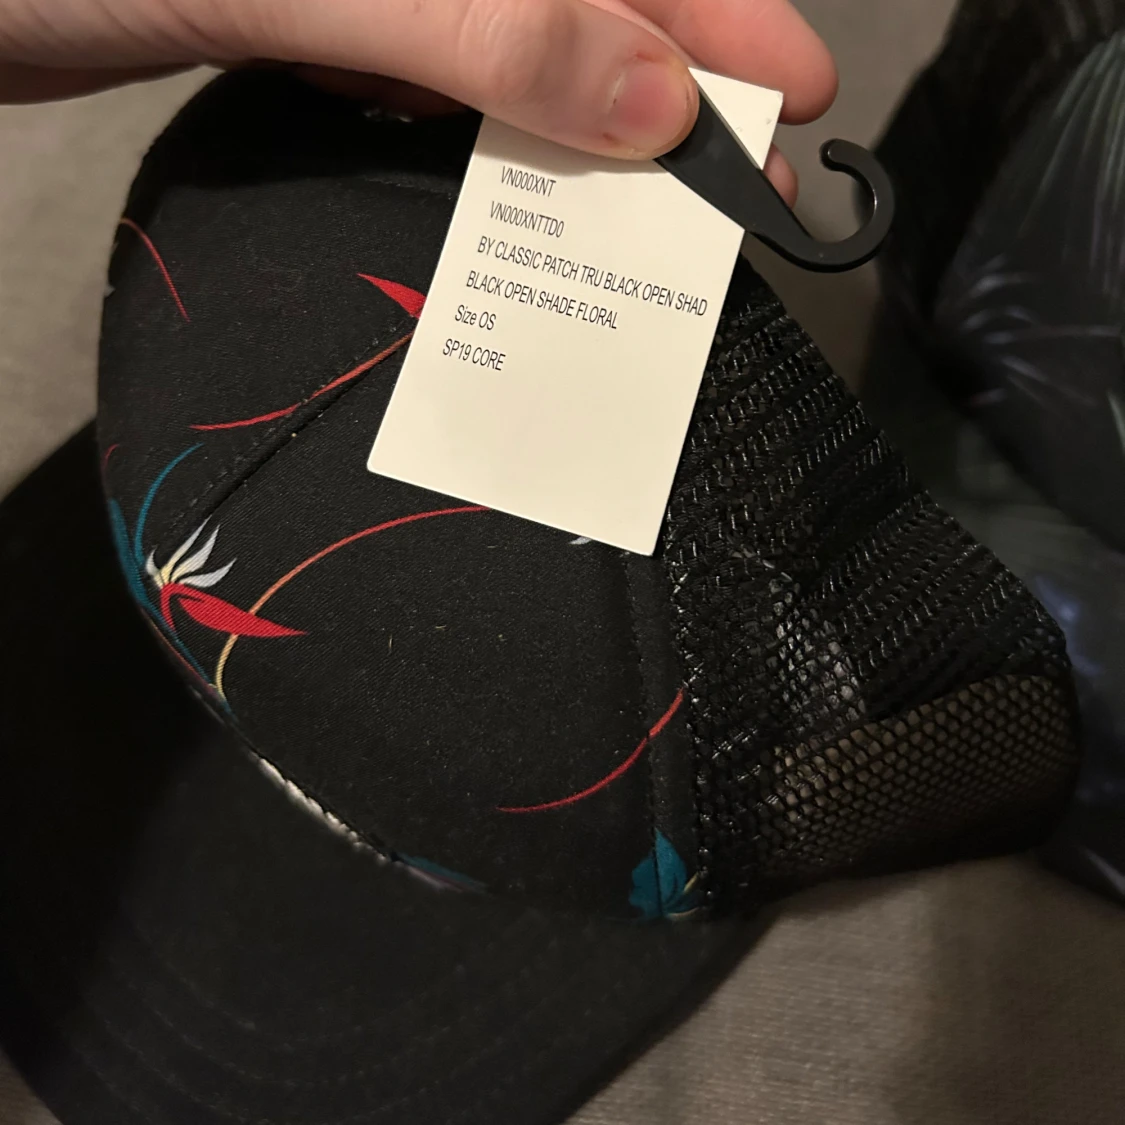 VN000XNT
VN000XNTTD0
BY CLASSIC PATCH TRU BLACK OPEN SHAD
BLACK OPEN SHADE FLORAL
Size OS
SP19 CORE